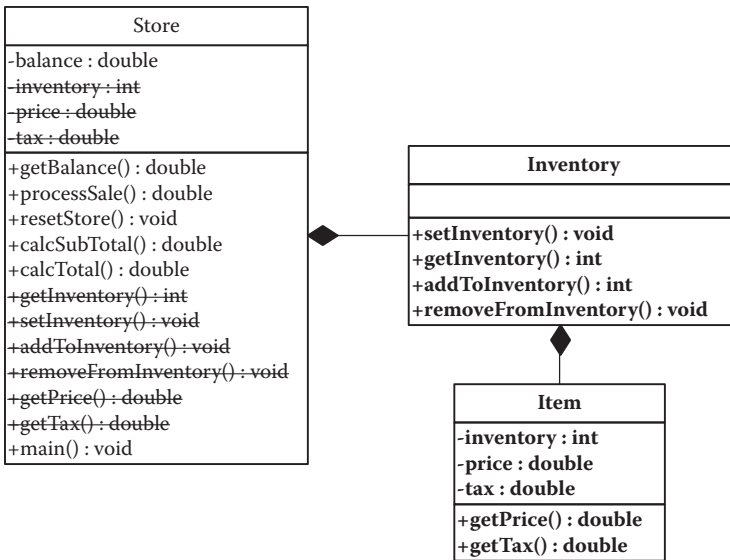 Store
-balance : double
-inventory : int
-price : double
-tax : double
+getBalance() : double
+processSale() : double
+resetStore() : void
+calcSubTotal() : double
+calcTotal() : double
+getInventory() : int
+setInventory() : void
+addToInventory() : void
+removeFromInventory() : void
+getPrice() : double
+getTax() : double
+main() : void
Inventory
+setInventory() : void
+getInventory() : int
+addToInventory() : int
+removeFromInventory() : void
Item
-inventory : int
-price : double
-tax : double
+getPrice() : double
+getTax() : double